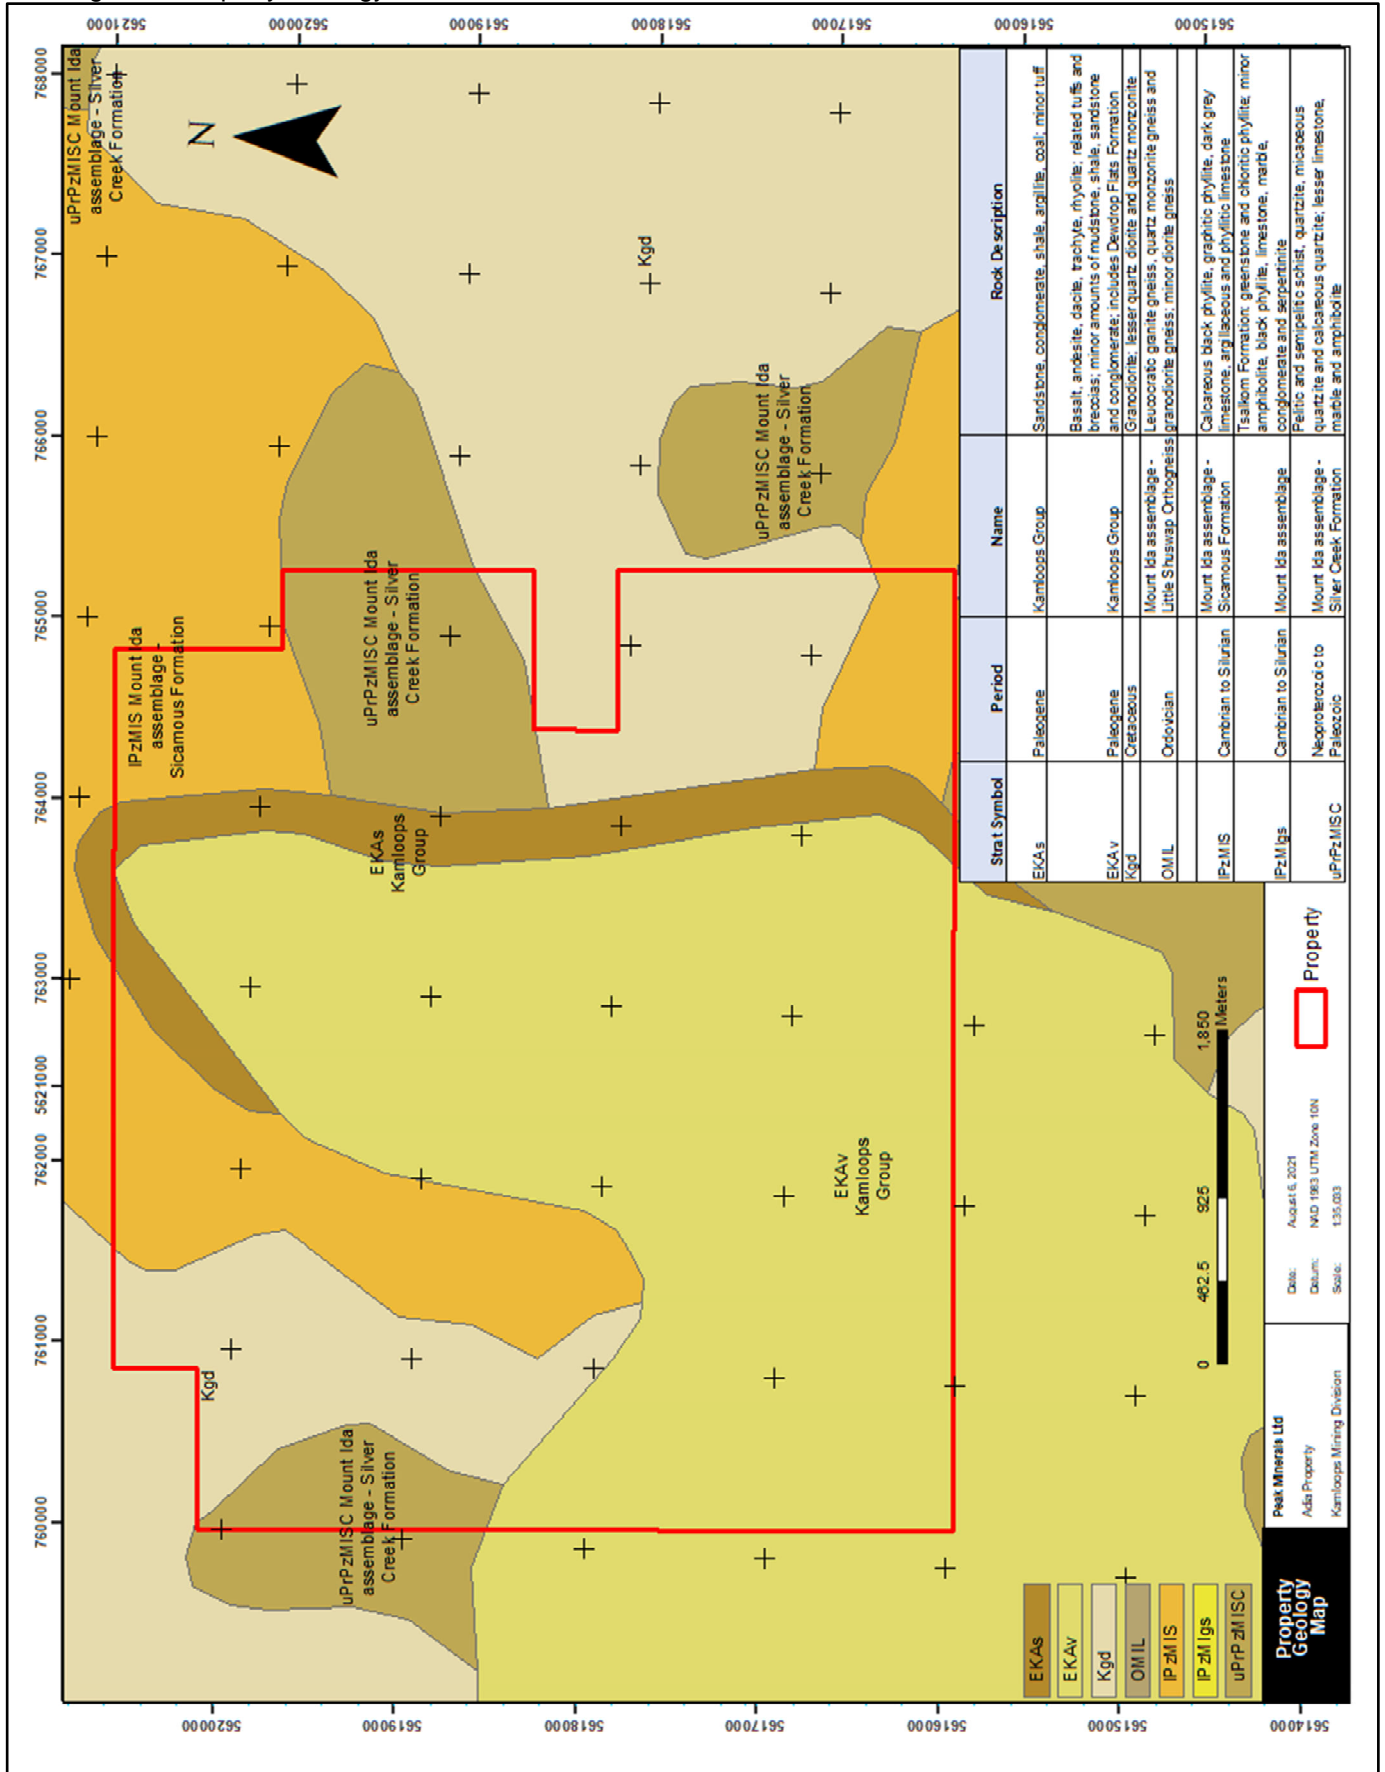 5621000
5620000
5619000
5618000
5617000
5616000
5615000
760000
761000
762000
5621000
763000
764000
765000
766000
767000
768000
5620000
5619000
5618000
5617000
5616000
5615000
5614000
N
uPrPzMISC Mount Ida
assemblage - Silver
Creek Formation
lPzMIS Mount Ida
assemblage -
Sicamous Formation
uPrPzMISC Mount Ida
assemblage - Silver
Creek Formation
Kgd
uPrPzMISC Mount Ida
assemblage - Silver
Creek Formation
EKAs
Kamloops
Group
Kgd
uPrPzMISC Mount Ida
assemblage - Silver
Creek Formation
EKAv
Kamloops
Group
Strat Symbol Period Name Rock Description
EKAs Paleogene Kamloops Group Sandstone, conglomerate, shale, argillite, coal; minor tuff
EKAv Paleogene Kamloops Group Basalt, andesite, dacite, trachyte, rhyolite; related tuffs and
breccias; minor amounts of mudstone, shale, sandstone
and conglomerate; includes Dewdrop Flats Formation
Kgd Cretaceous Granodiorite; lesser quartz diorite and quartz monzonite
OMIL Ordovician Mount Ida assemblage -
Little Shuswap Orthogneiss
Leucocratic granite gneiss, quartz monzonite gneiss and
granodiorite gneiss; minor diorite gneiss
lPzMIS Cambrian to Silurian Mount Ida assemblage -
Sicamous Formation
Calcareous black phyllite, graphitic phyllite, dark grey
limestone, argillaceous and phyllitic limestone
lPzMIgs Cambrian to Silurian Mount Ida assemblage
Tsalkom Formation: greenstone and chloritic phyllite; minor
amphibolite, black phyllite, limestone, marble,
conglomerate and serpentinite
uPrPzMISC Neoproterozoic to
Paleozoic
Mount Ida assemblage -
Silver Creek Formation
Pelitic and semipelitic schist, quartzite, micaceous
quartzite and calcareous quartzite; lesser limestone,
marble and amphibolite
0 462.5 925 1,850
Meters
EKAs
EKAv
Kgd
OMIL
lPzMIS
lPzMIgs
uPrPzMISC
Property
Geology
Map
Peak Minerals Ltd
Adia Property
Kamloops Mining Division
Date: August 6, 2021
Datum: NAD 1983 UTM Zone 10N
Scale: 1:35,033
Property